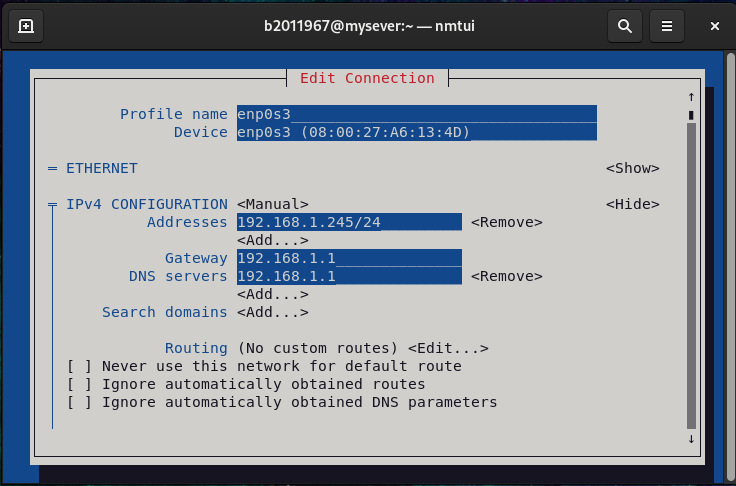 b2011967@mysever:~ — nmtui
Edit Connection
Profile name enp0s3
Device enp0s3 (08:00:27:A6:13:4D)
= ETHERNET <Show>
IPv4 CONFIGURATION <Manual> <Hide>
Addresses 192.168.1.245/24 <Remove>
<Add...>
Gateway 192.168.1.1
DNS servers 192.168.1.1 <Remove>
<Add...>
Search domains <Add...>
Routing (No custom routes) <Edit...>
[ ] Never use this network for default route
[ ] Ignore automatically obtained routes
[ ] Ignore automatically obtained DNS parameters